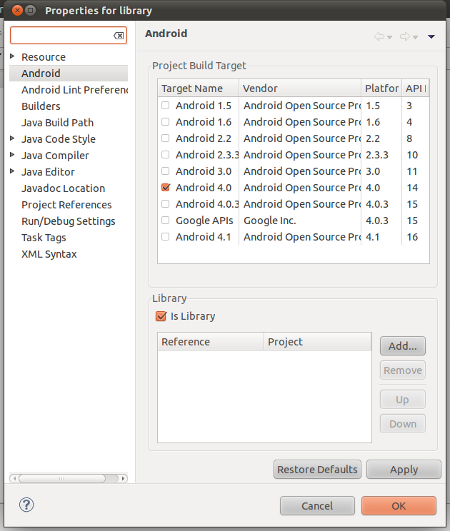 Properties for library
Android
Resource
Android
Android Lint Preferenc
Builders
Java Build Path
Java Code Style
Java Compiler
Java Editor
Javadoc Location
Project References
Run/Debug Settings
Task Tags
XML Syntax
Project Build Target
Target Name Vendor Platfor API
Android 1.5 Android Open Source Pro 1.5 3
Android 1.6 Android Open Source Pro 1.6 4
Android 2.2 Android Open Source Pro 2.2 8
Android 2.3.3 Android Open Source Pro 2.3.3 10
Android 3.0 Android Open Source Pro 3.0 11
Android 4.0 Android Open Source Pro 4.0 14
Android 4.0.3 Android Open Source Pro 4.0.3 15
Google APIs Google Inc. 4.0.3 15
Android 4.1 Android Open Source Pro 4.1 16
Library
Is Library
Reference Project
Add...
Remove
Up
Down
Restore Defaults Apply
? Cancel OK